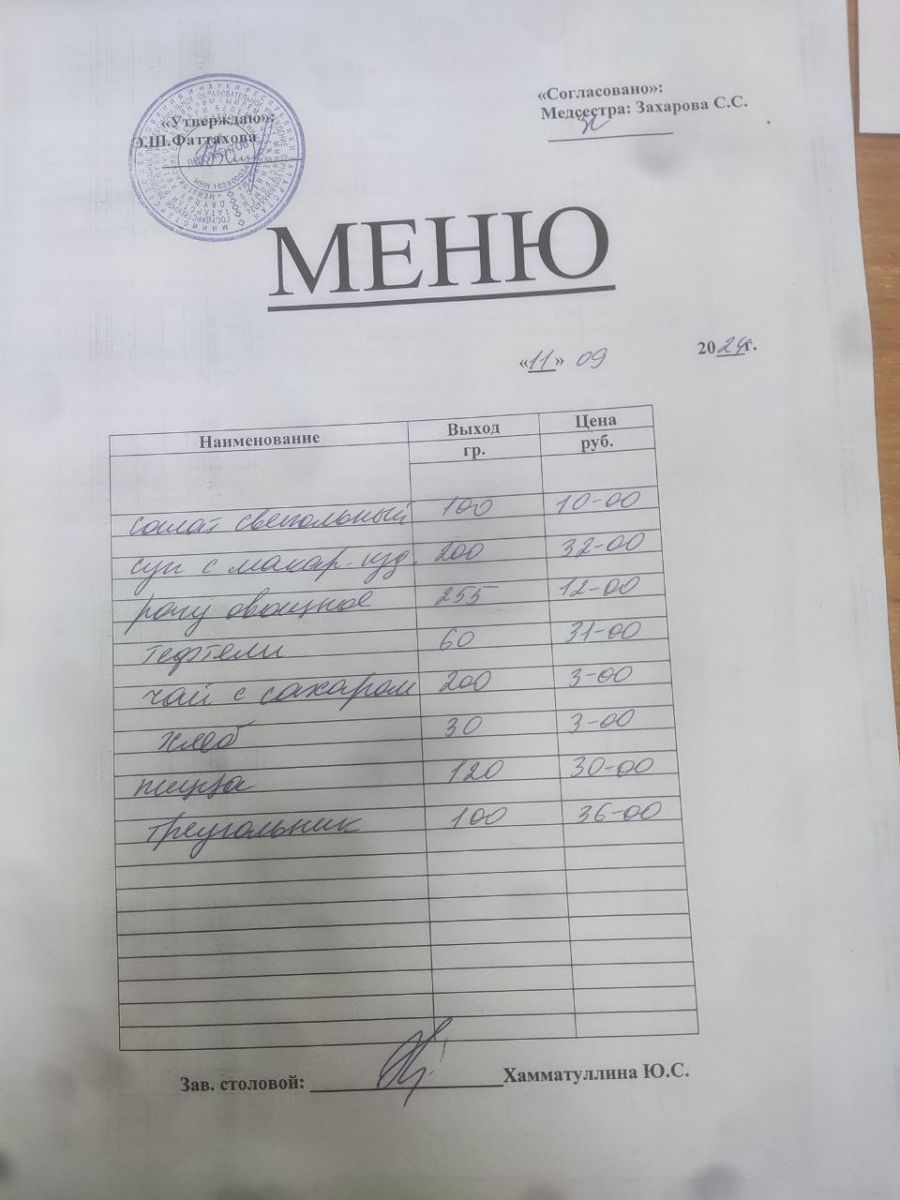 «Утверждаю»:
Э.Ш.Фаттахова
«Согласовано»:
Медсестра: Захарова С.С.
МЕНЮ
«11» 09 2024г.
Наименование Выход гр. Цена руб.
салат свекольный 100 10-00
суп с макар. изд. 200 32-00
рагу овощное 255 12-00
тефтели 60 31-00
чай с сахаром 200 3-00
хлеб 30 3-00
пицца 120 30-00
треугольник 100 36-00
Зав. столовой: Хамматуллина Ю.С.